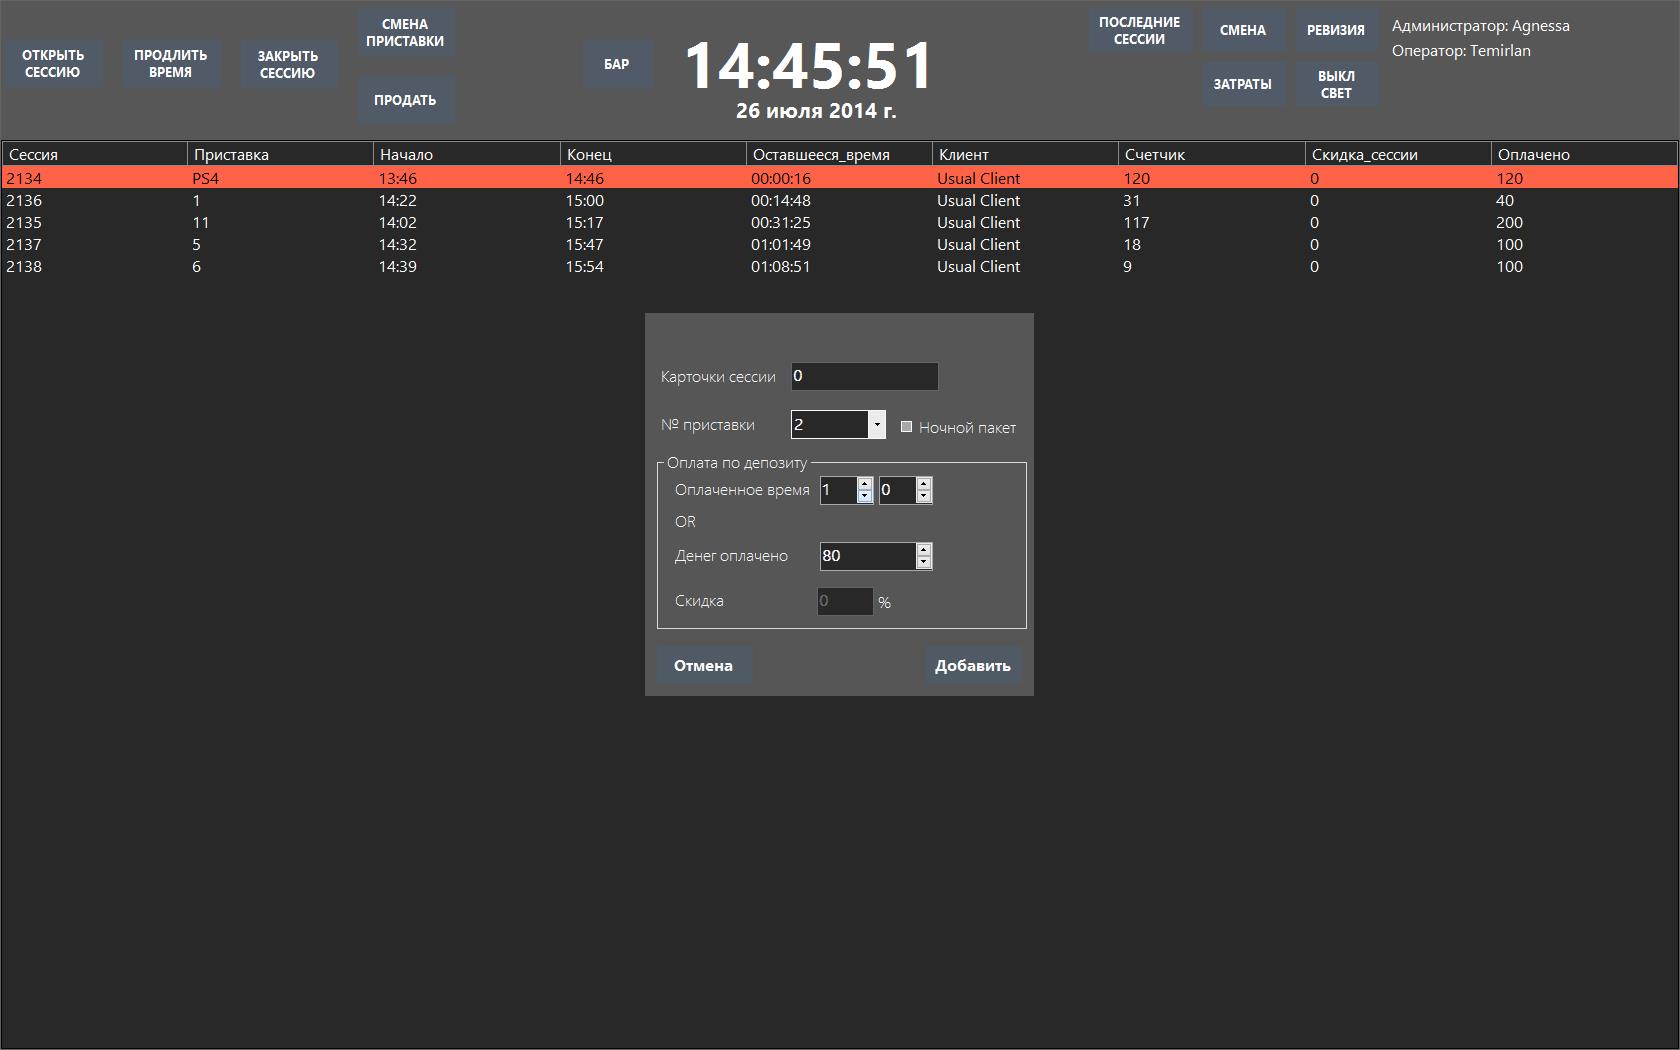 ОТКРЫТЬ
СЕССИЮ
ПРОДЛИТЬ
ВРЕМЯ
ЗАКРЫТЬ
СЕССИЮ
СМЕНА
ПРИСТАВКИ
ПРОДАТЬ
БАР
14:45:51
26 июля 2014 г.
ПОСЛЕДНИЕ
СЕССИИ
СМЕНА
РЕВИЗИЯ
ЗАТРАТЫ
ВЫКЛ
СВЕТ
Администратор: Agnessa
Оператор: Temirlan
Сессия Приставка Начало Конец Оставшееся_время Клиент Счетчик Скидка_сессии Оплачено
2134 PS4 13:46 14:46 00:00:16 Usual Client 120 0 120
2136 1 14:22 15:00 00:14:48 Usual Client 31 0 40
2135 11 14:02 15:17 00:31:25 Usual Client 117 0 200
2137 5 14:32 15:47 01:01:49 Usual Client 18 0 100
2138 6 14:39 15:54 01:08:51 Usual Client 9 0 100
Карточки сессии 0
№ приставки 2 Ночной пакет
Оплата по депозиту
Оплаченное время 1 0
OR
Денег оплачено 80
Скидка 0 %
Отмена Добавить